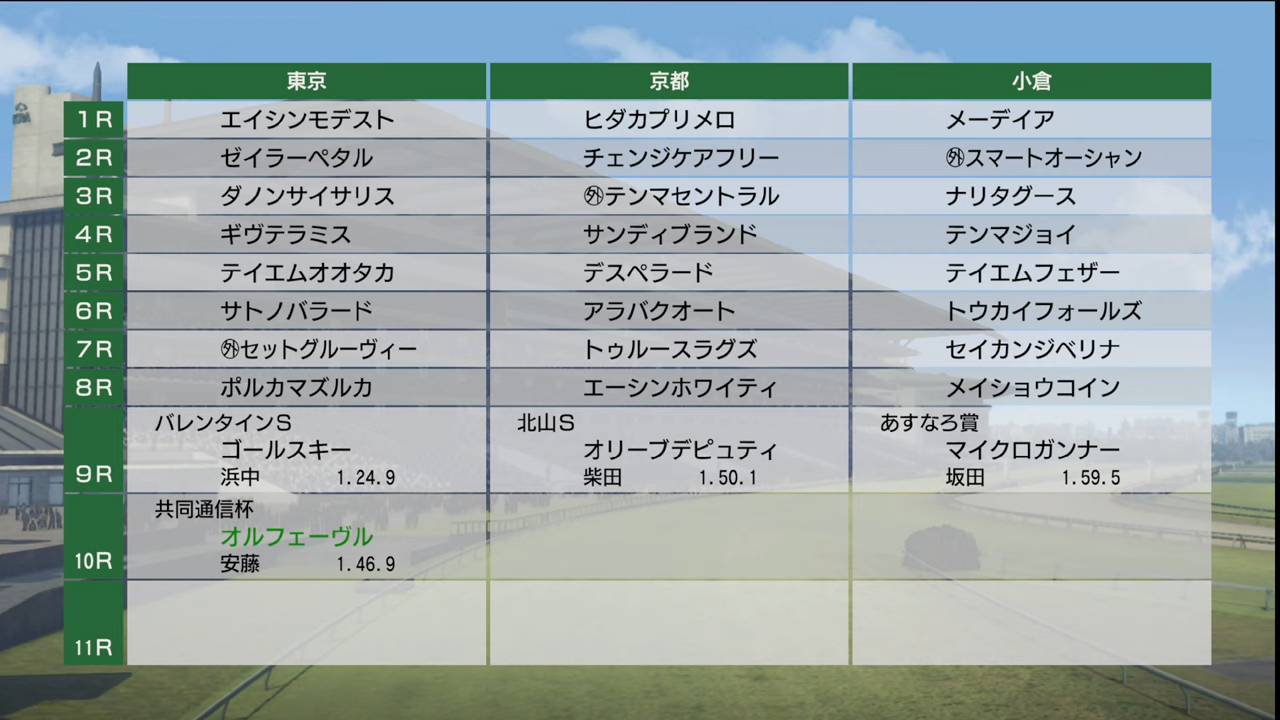 東京 京都 小倉
1R エイシンモデスト ヒダカプリメロ メーデイア
2R ゼイラーペタル チェンジケアフリー 外スマートオーシャン
3R ダノンサイサリス 外テンマセントラル ナリタグース
4R ギヴテラミス サンディブランド テンマジョイ
5R テイエムオオタカ デスペラード テイエムフェザー
6R サトノバラード アラバクオート トウカイフォールズ
7R 外セットグルーヴィー トゥルースラグズ セイカンジベリナ
8R ポルカマズルカ エーシンホワイティ メイショウコイン
バレンタインS 北山S あすなろ賞
ゴールスキー オリーブデピュティ マイクロガンナー
9R 浜中 1.24.9 柴田 1.50.1 坂田 1.59.5
共同通信杯
オルフェーヴル
10R 安藤 1.46.9
11R